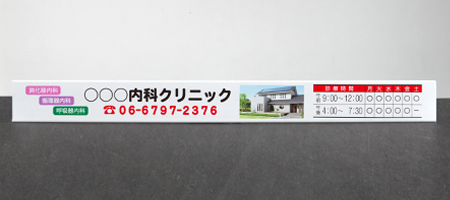 消化器内科
循環器内科
呼吸器内科
○○○内科クリニック
☎06-6797-2376
診療時間 月 火 水 木 金 土
午前 9:00~12:00 ○ ○ ○ ○ ○ ○
午後 4:00~ 7:30 ○ ○ ○ ○ ○ −